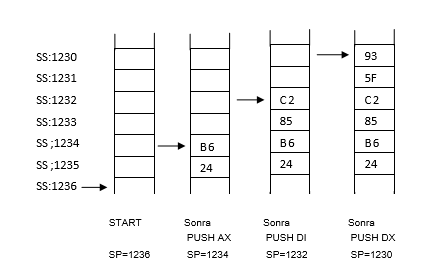 SS:1230 93
SS:1231 5F
SS:1232 C2 C2
SS:1233 85 85
SS;1234 B6 B6 B6
SS;1235 24 24 24
SS:1236
START Sonra Sonra Sonra
PUSH AX PUSH DI PUSH DX
SP=1236 SP=1234 SP=1232 SP=1230